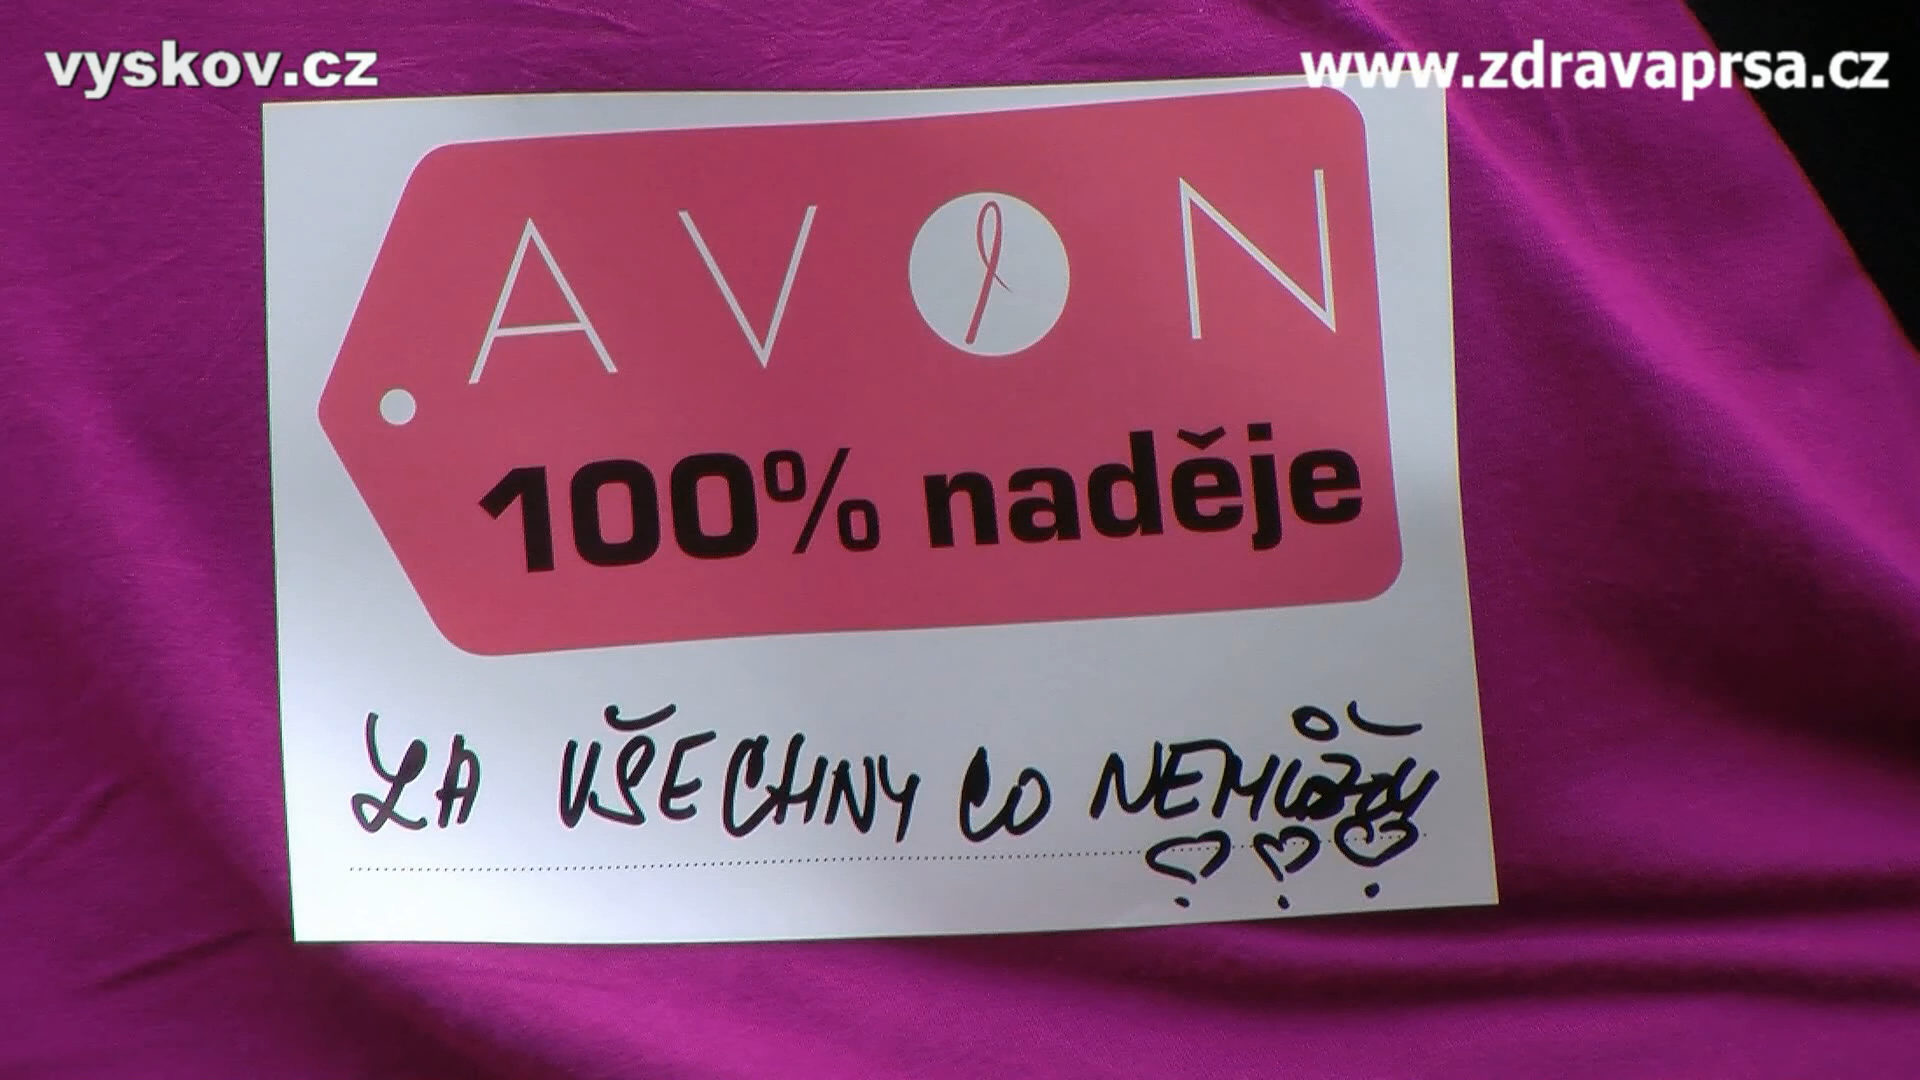 vyskov.cz
www.zdravaprsa.cz
AVON
100% naděje
ZA VŠECHNY CO NEMŮŽOU